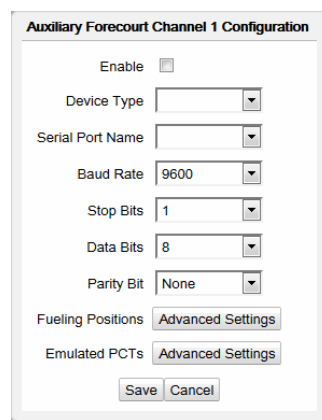 Auxiliary Forecourt Channel 1 Configuration
Enable
Device Type
Serial Port Name
Baud Rate 9600
Stop Bits 1
Data Bits 8
Parity Bit None
Fueling Positions Advanced Settings
Emulated PCTs Advanced Settings
Save Cancel